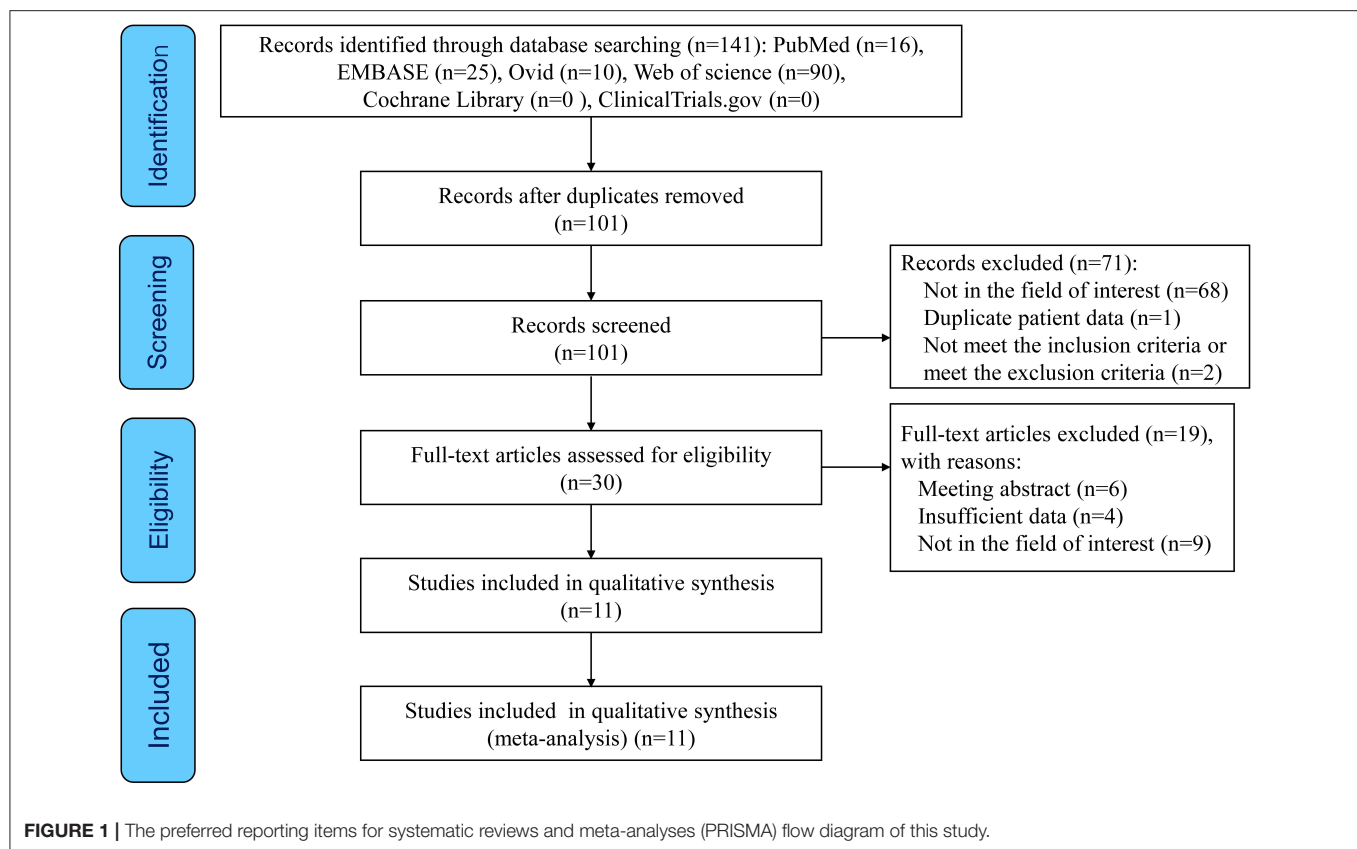 Identification
Records identified through database searching (n=141): PubMed (n=16),
EMBASE (n=25), Ovid (n=10), Web of science (n=90),
Cochrane Library (n=0 ), ClinicalTrials.gov (n=0)
Records after duplicates removed
(n=101)
Screening
Records screened
(n=101)
Records excluded (n=71):
Not in the field of interest (n=68)
Duplicate patient data (n=1)
Not meet the inclusion criteria or
meet the exclusion criteria (n=2)
Eligibility
Full-text articles assessed for eligibility
(n=30)
Full-text articles excluded (n=19),
with reasons:
Meeting abstract (n=6)
Insufficient data (n=4)
Not in the field of interest (n=9)
Studies included in qualitative synthesis
(n=11)
Included
Studies included  in qualitative synthesis
(meta-analysis) (n=11)
FIGURE 1 | The preferred reporting items for systematic reviews and meta-analyses (PRISMA) flow diagram of this study.